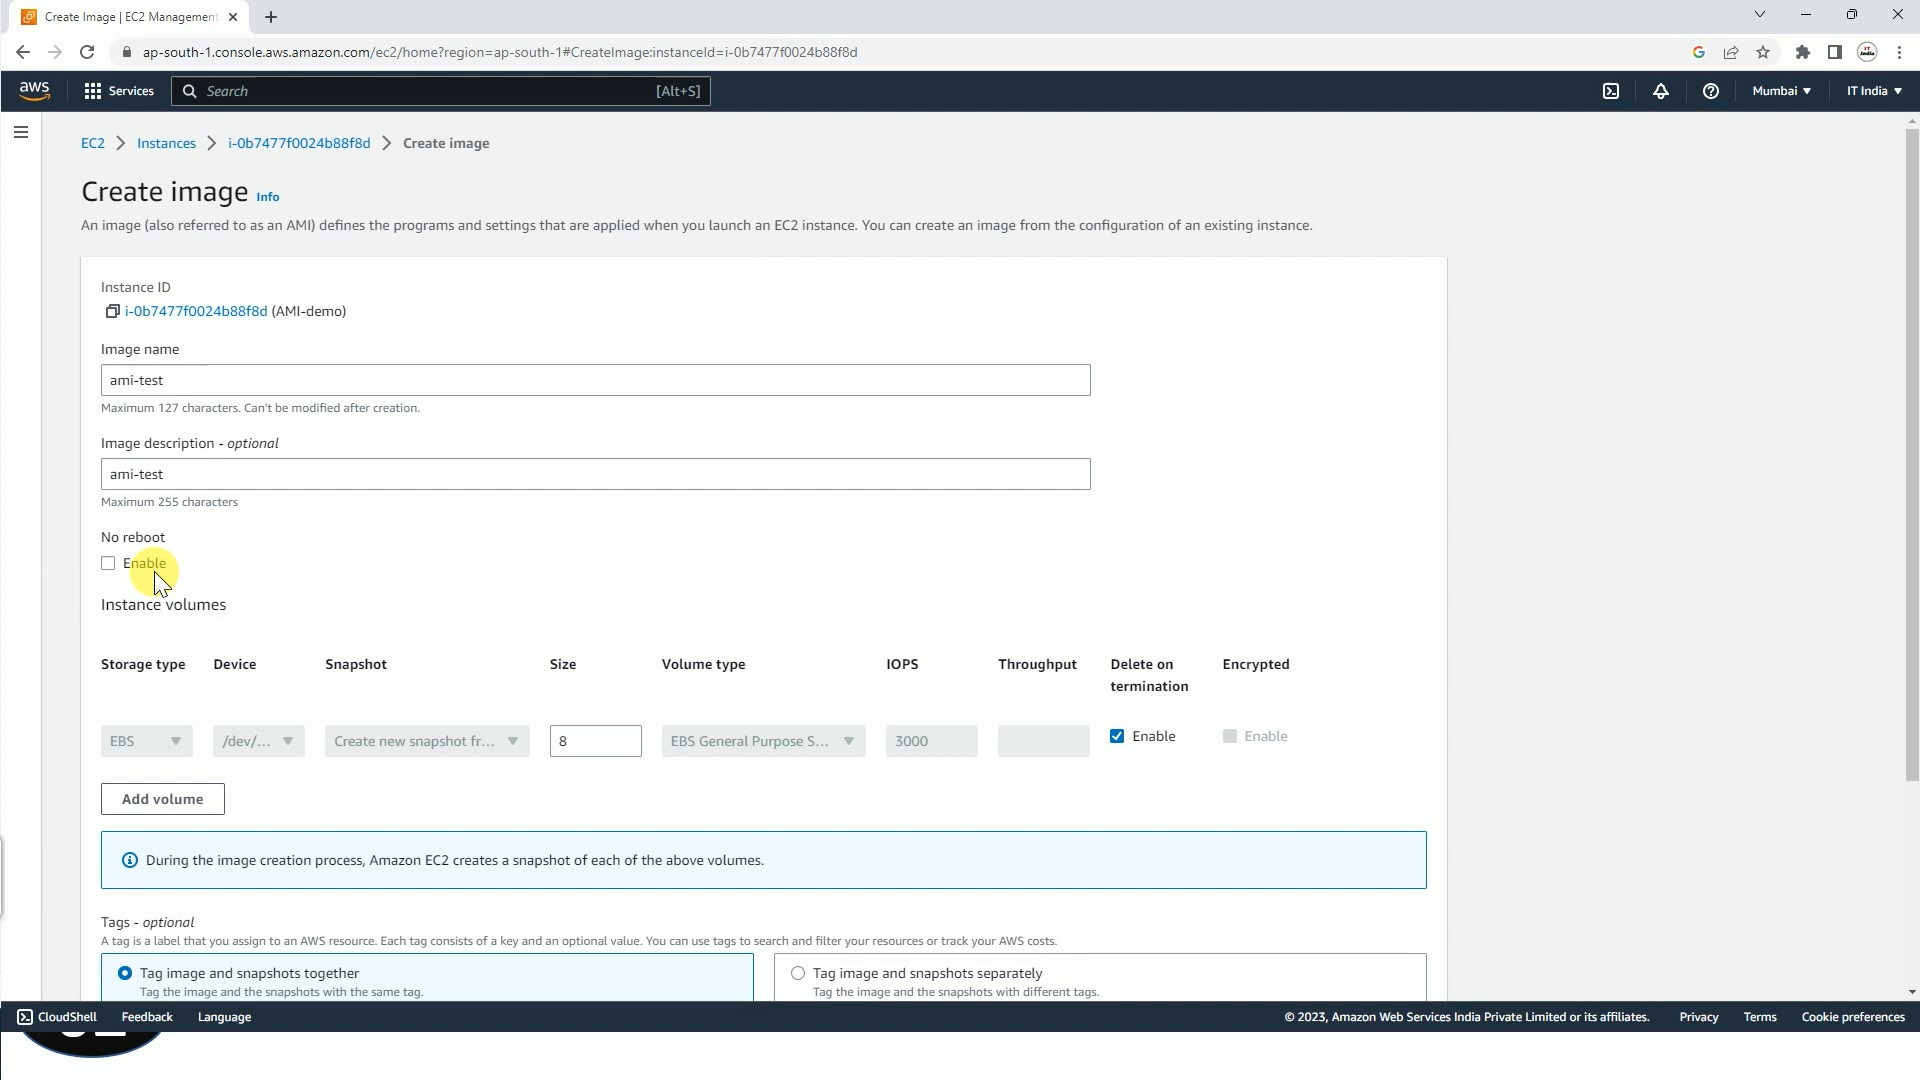 Create Image | EC2 Management
ap-south-1.console.aws.amazon.com/ec2/home?region=ap-south-1#CreateImage:instanceId=i-0b7477f0024b88f8d
aws
Services
Search
[Alt+S]
Mumbai
IT India
EC2
Instances
i-0b7477f0024b88f8d
Create image
Create image Info
An image (also referred to as an AMI) defines the programs and settings that are applied when you launch an EC2 instance. You can create an image from the configuration of an existing instance.
Instance ID
i-0b7477f0024b88f8d (AMI-demo)
Image name
ami-test
Maximum 127 characters. Can't be modified after creation.
Image description - optional
ami-test
Maximum 255 characters
No reboot
Enable
Instance volumes
Storage type Device Snapshot Size Volume type IOPS Throughput Delete on termination Encrypted
EBS /dev/... Create new snapshot fr... 8 EBS General Purpose S... 3000 Enable Enable
Add volume
During the image creation process, Amazon EC2 creates a snapshot of each of the above volumes.
Tags - optional
A tag is a label that you assign to an AWS resource. Each tag consists of a key and an optional value. You can use tags to search and filter your resources or track your AWS costs.
Tag image and snapshots together
Tag the image and the snapshots with the same tag.
Tag image and snapshots separately
Tag the image and the snapshots with different tags.
CloudShell Feedback Language © 2023, Amazon Web Services India Private Limited or its affiliates. Privacy Terms Cookie preferences